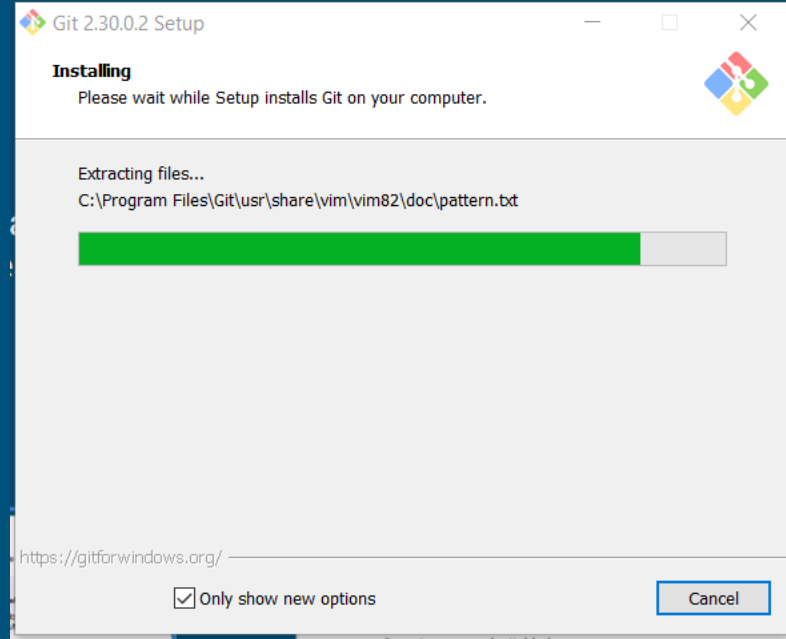 Git 2.30.0.2 Setup
Installing
Please wait while Setup installs Git on your computer.
Extracting files...
C:\Program Files\Git\usr\share\vim\vim82\doc\pattern.txt
https://gitforwindows.org/
Only show new options
Cancel